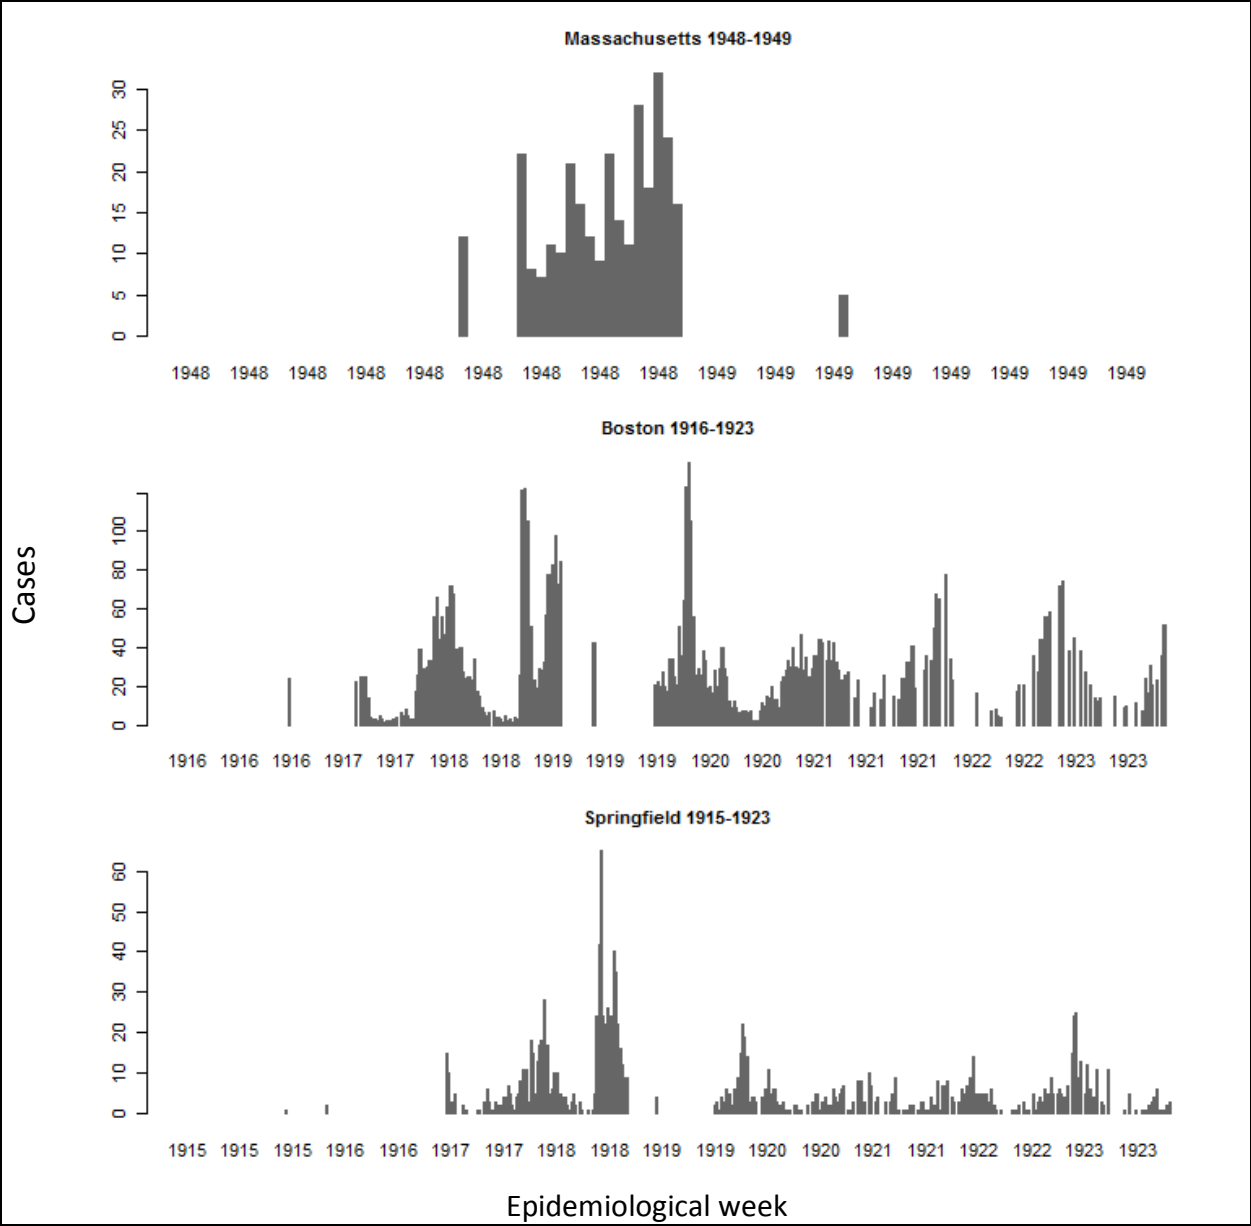 Massachusetts 1948-1949
30
25
20
15
10
5
0
1948 1948 1948 1948 1948 1948 1948 1948 1948 1949 1949 1949 1949 1949 1949 1949 1949
Boston 1916-1923
Cases
100
80
60
40
20
0
1916 1916 1916 1917 1917 1918 1918 1919 1919 1919 1920 1920 1921 1921 1921 1922 1922 1923 1923
Springfield 1915-1923
60
50
40
30
20
10
0
1915 1915 1915 1916 1916 1917 1917 1918 1918 1919 1919 1920 1920 1921 1921 1922 1922 1923 1923
Epidemiological week